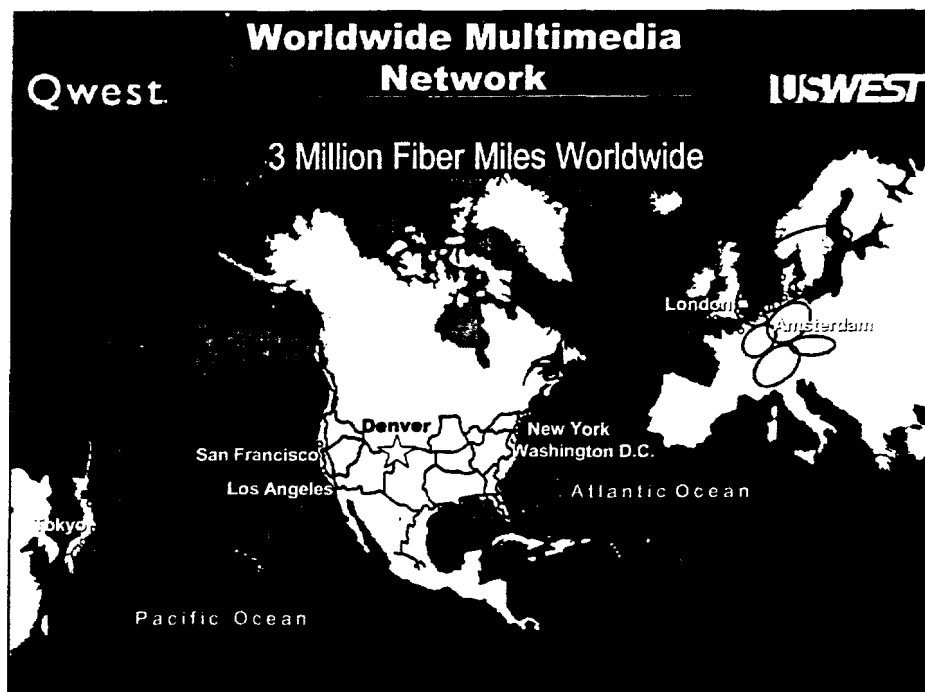 Worldwide Multimedia
Network
Qwest.
USWEST
3 Million Fiber Miles Worldwide
London
Amsterdam
Denver
New York
San Francisco
Washington D.C.
Los Angeles
Atlantic Ocean
Tokyo
Pacific Ocean